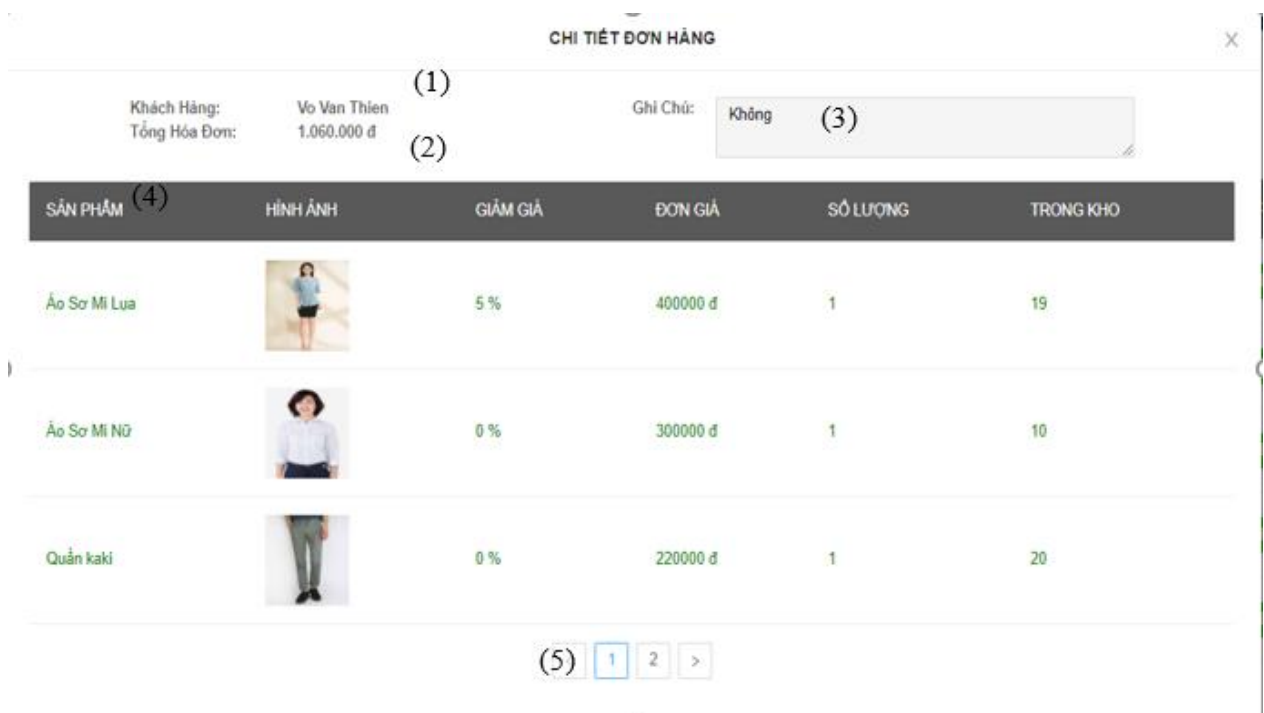 CHI TIẾT ĐƠN HÀNG
X
(1)
Khách Hàng: Vo Van Thien
Tổng Hóa Đơn: 1.060.000 đ
(2)
Ghi Chú: Không (3)
SẢN PHẨM (4) HÌNH ẢNH GIẢM GIÁ ĐƠN GIÁ SỐ LƯỢNG TRONG KHO
Áo Sơ Mi Lua 5 % 400000 đ 1 19
Áo Sơ Mi Nữ 0 % 300000 đ 1 10
Quần kaki 0 % 220000 đ 1 20
(5) 1 2 >